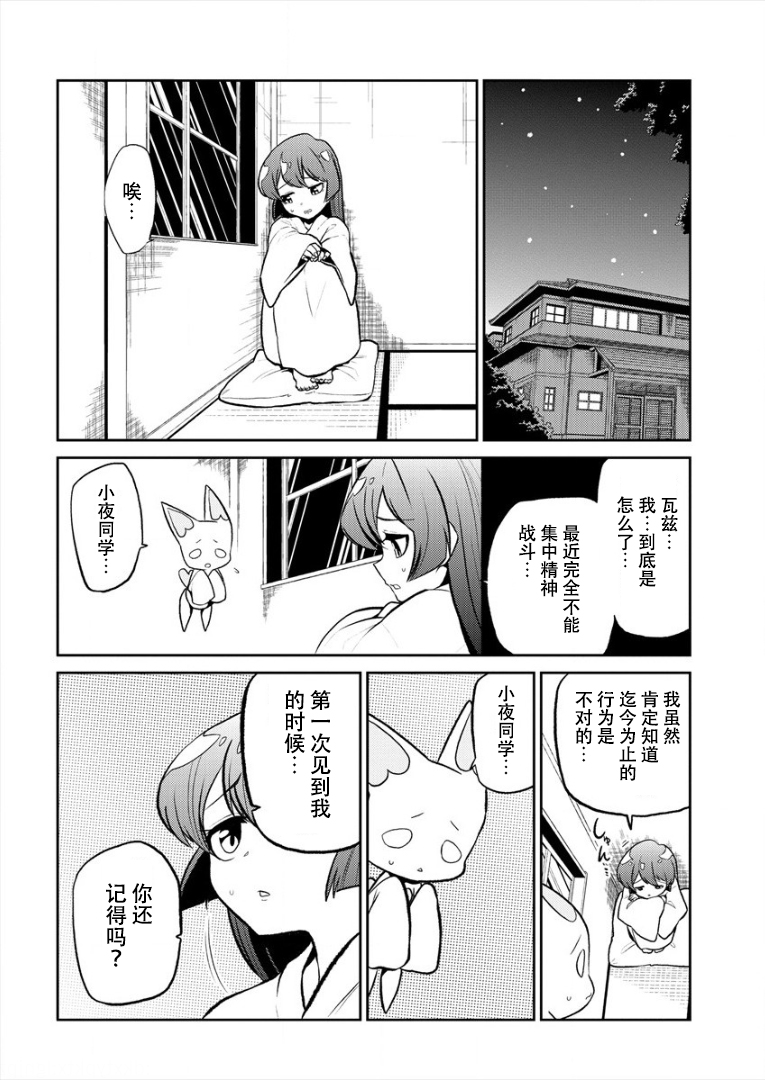 唉…
瓦兹…
我…到底是
怎么了…
最近完全不能
集中精神
战斗…
小夜同学…
我虽然
肯定知道
迄今为止的
行为是
不对的…
しゅん…
小夜同学…
第一次见到我
的时候…
你还
记得吗？